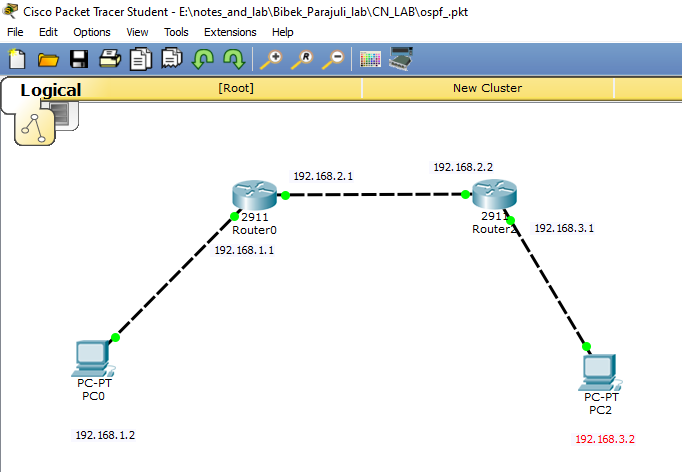 Cisco Packet Tracer Student - E:\notes_and_lab\Bibek_Parajuli_lab\CN_LAB\ospf_.pkt
File Edit Options View Tools Extensions Help
Logical [Root] New Cluster
192.168.2.1
192.168.2.2
2911
Router0
2911
Router2
192.168.3.1
192.168.1.1
PC-PT
PC0
PC-PT
PC2
192.168.1.2
192.168.3.2